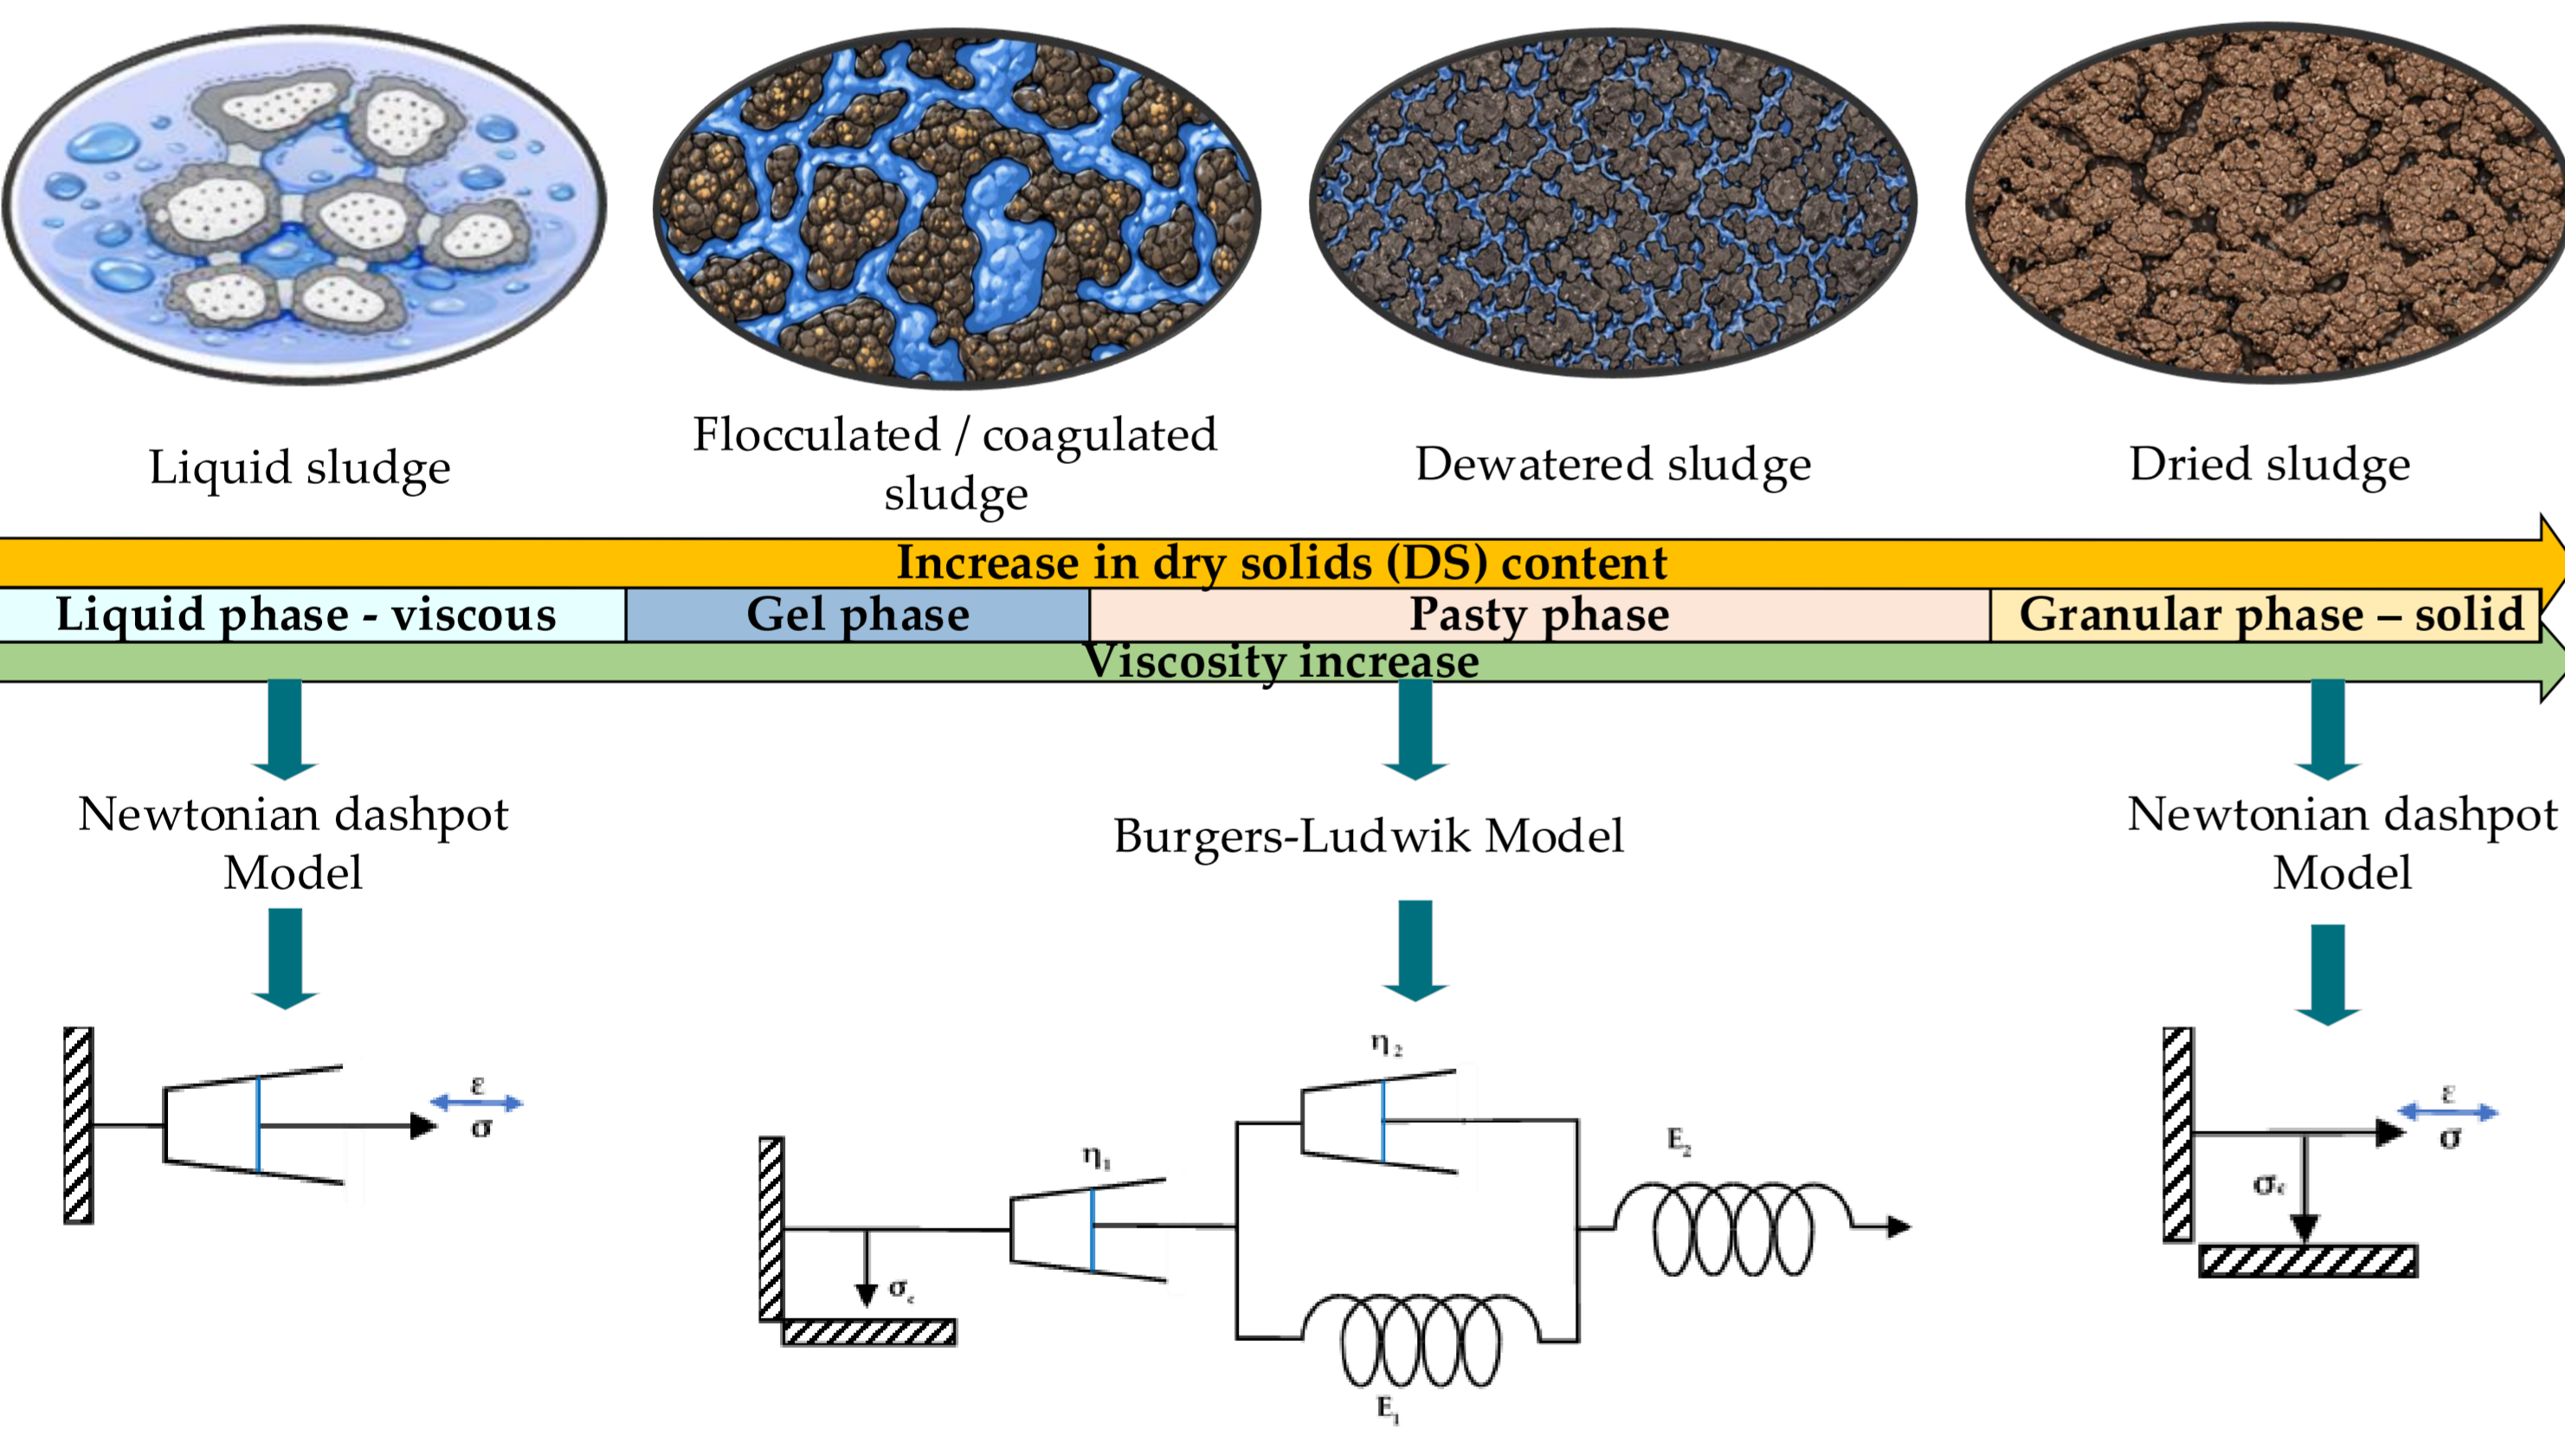 Liquid sludge
Flocculated / coagulated
sludge
Dewatered sludge
Dried sludge
Increase in dry solids (DS) content
Liquid phase - viscous
Gel phase
Pasty phase
Granular phase – solid
Viscosity increase
Newtonian dashpot
Model
Burgers-Ludwik Model
Newtonian dashpot
Model
ε
σ
η₁
η₂
E₂
E₁
σ꜀
ε
σ
σ꜀